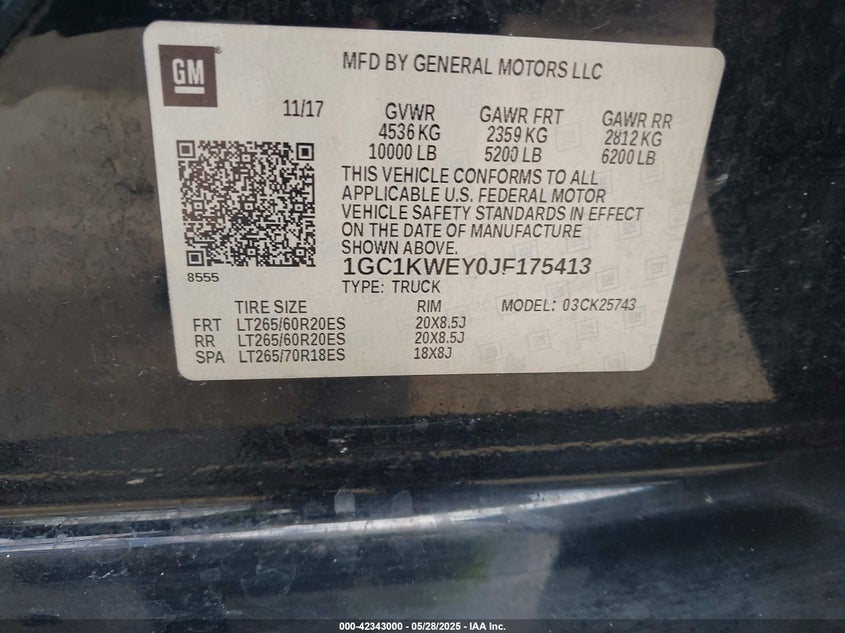 GM
MFD BY GENERAL MOTORS LLC
11/17 GVWR GAWR FRT GAWR RR
4536 KG 2359 KG 2812 KG
10000 LB 5200 LB 6200 LB
THIS VEHICLE CONFORMS TO ALL
APPLICABLE U.S. FEDERAL MOTOR
VEHICLE SAFETY STANDARDS IN EFFECT
ON THE DATE OF MANUFACTURE
SHOWN ABOVE.
8555
1GC1KWEY0JF175413
TYPE: TRUCK
TIRE SIZE RIM MODEL: 03CK25743
FRT LT265/60R20ES 20X8.5J
RR LT265/60R20ES 20X8.5J
SPA LT265/70R18ES 18X8J
000-42343000 - 05/28/2025 - IAA Inc.